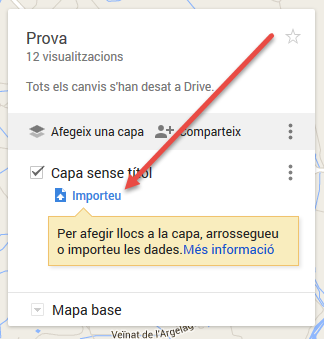 Prova
12 visualitzacions
Tots els canvis s'han desat a Drive.
Afegeix una capa Comparteix
Capa sense títol
Importeu
Per afegir llocs a la capa, arrossegueu
o importeu les dades.Més informació
Mapa base
Veïnat de l'Argelag